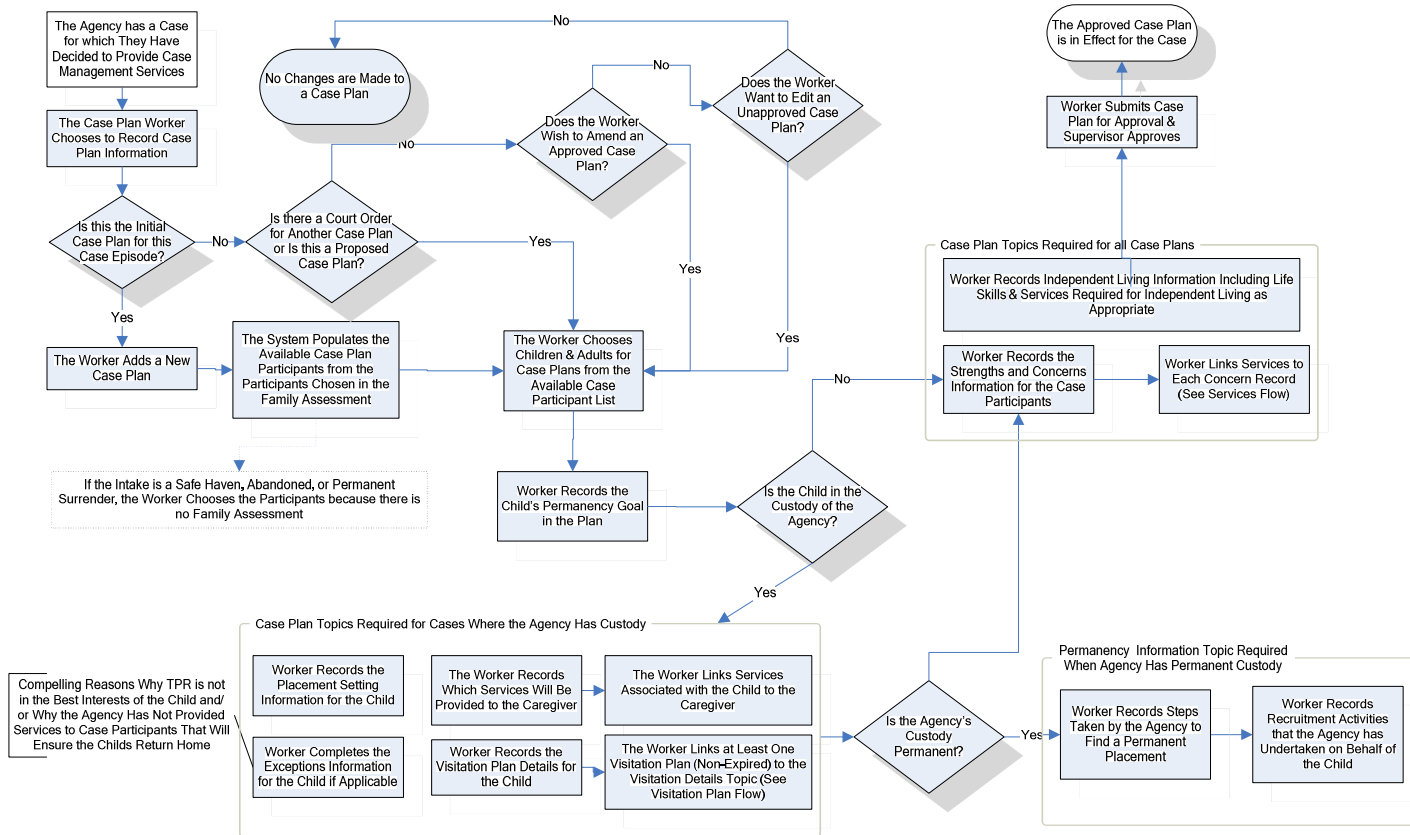 The Agency has a Case
for which They Have
Decided to Provide Case
Management Services
The Case Plan Worker
Chooses to Record Case
Plan Information
Is this the Initial
Case Plan for this
Case Episode?
No
Yes
The Worker Adds a New
Case Plan
Is there a Court Order
for Another Case Plan
or Is this a Proposed
Case Plan?
No
Yes
No Changes are Made to
a Case Plan
No
Does the Worker
Wish to Amend an
Approved Case
Plan?
No
Yes
Does the Worker
Want to Edit an
Unapproved Case
Plan?
Yes
The System Populates the
Available Case Plan
Participants from the
Participants Chosen in the
Family Assessment
If the Intake is a Safe Haven, Abandoned, or Permanent
Surrender, the Worker Chooses the Participants because there is
no Family Assessment
The Worker Chooses
Children & Adults for
Case Plans from the
Available Case
Participant List
Worker Records the
Child's Permanency Goal
in the Plan
Is the Child in the
Custody of the
Agency?
No
Yes
The Approved Case Plan
is in Effect for the Case
Worker Submits Case
Plan for Approval &
Supervisor Approves
Case Plan Topics Required for all Case Plans
Worker Records Independent Living Information Including Life
Skills & Services Required for Independent Living as
Appropriate
Worker Records the
Strengths and Concerns
Information for the Case
Participants
Worker Links Services to
Each Concern Record
(See Services Flow)
Case Plan Topics Required for Cases Where the Agency Has Custody
Worker Records the
Placement Setting
Information for the Child
The Worker Records
Which Services Will Be
Provided to the Caregiver
The Worker Links Services
Associated with the Child to the
Caregiver
Compelling Reasons Why TPR is not
in the Best Interests of the Child and/
or Why the Agency Has Not Provided
Services to Case Participants That Will
Ensure the Childs Return Home
Worker Completes the
Exceptions Information
for the Child if Applicable
Worker Records the
Visitation Plan Details for
the Child
The Worker Links at Least One
Visitation Plan (Non-Expired) to the
Visitation Details Topic (See
Visitation Plan Flow)
Is the Agency's
Custody
Permanent?
Yes
Permanency Information Topic Required
When Agency Has Permanent Custody
Worker Records Steps
Taken by the Agency to
Find a Permanent
Placement
Worker Records
Recruitment Activities
that the Agency has
Undertaken on Behalf of
the Child